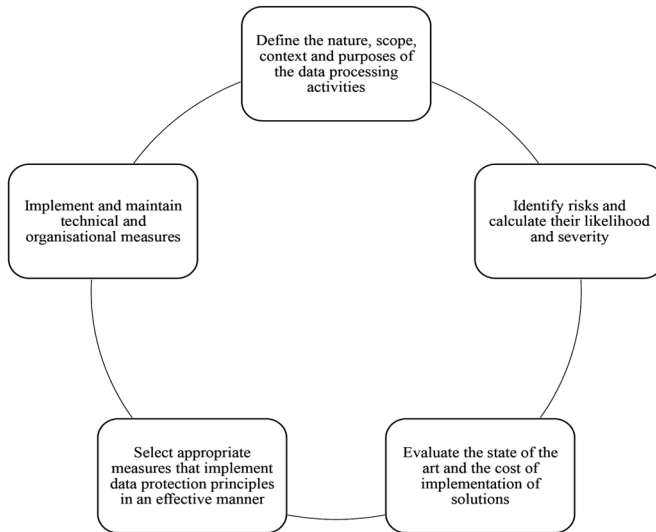 Define the nature, scope,
context and purposes of
the data processing
activities
Identify risks and
calculate their likelihood
and severity
Evaluate the state of the
art and the cost of
implementation of
solutions
Select appropriate
measures that implement
data protection principles
in an effective manner
Implement and maintain
technical and
organisational measures